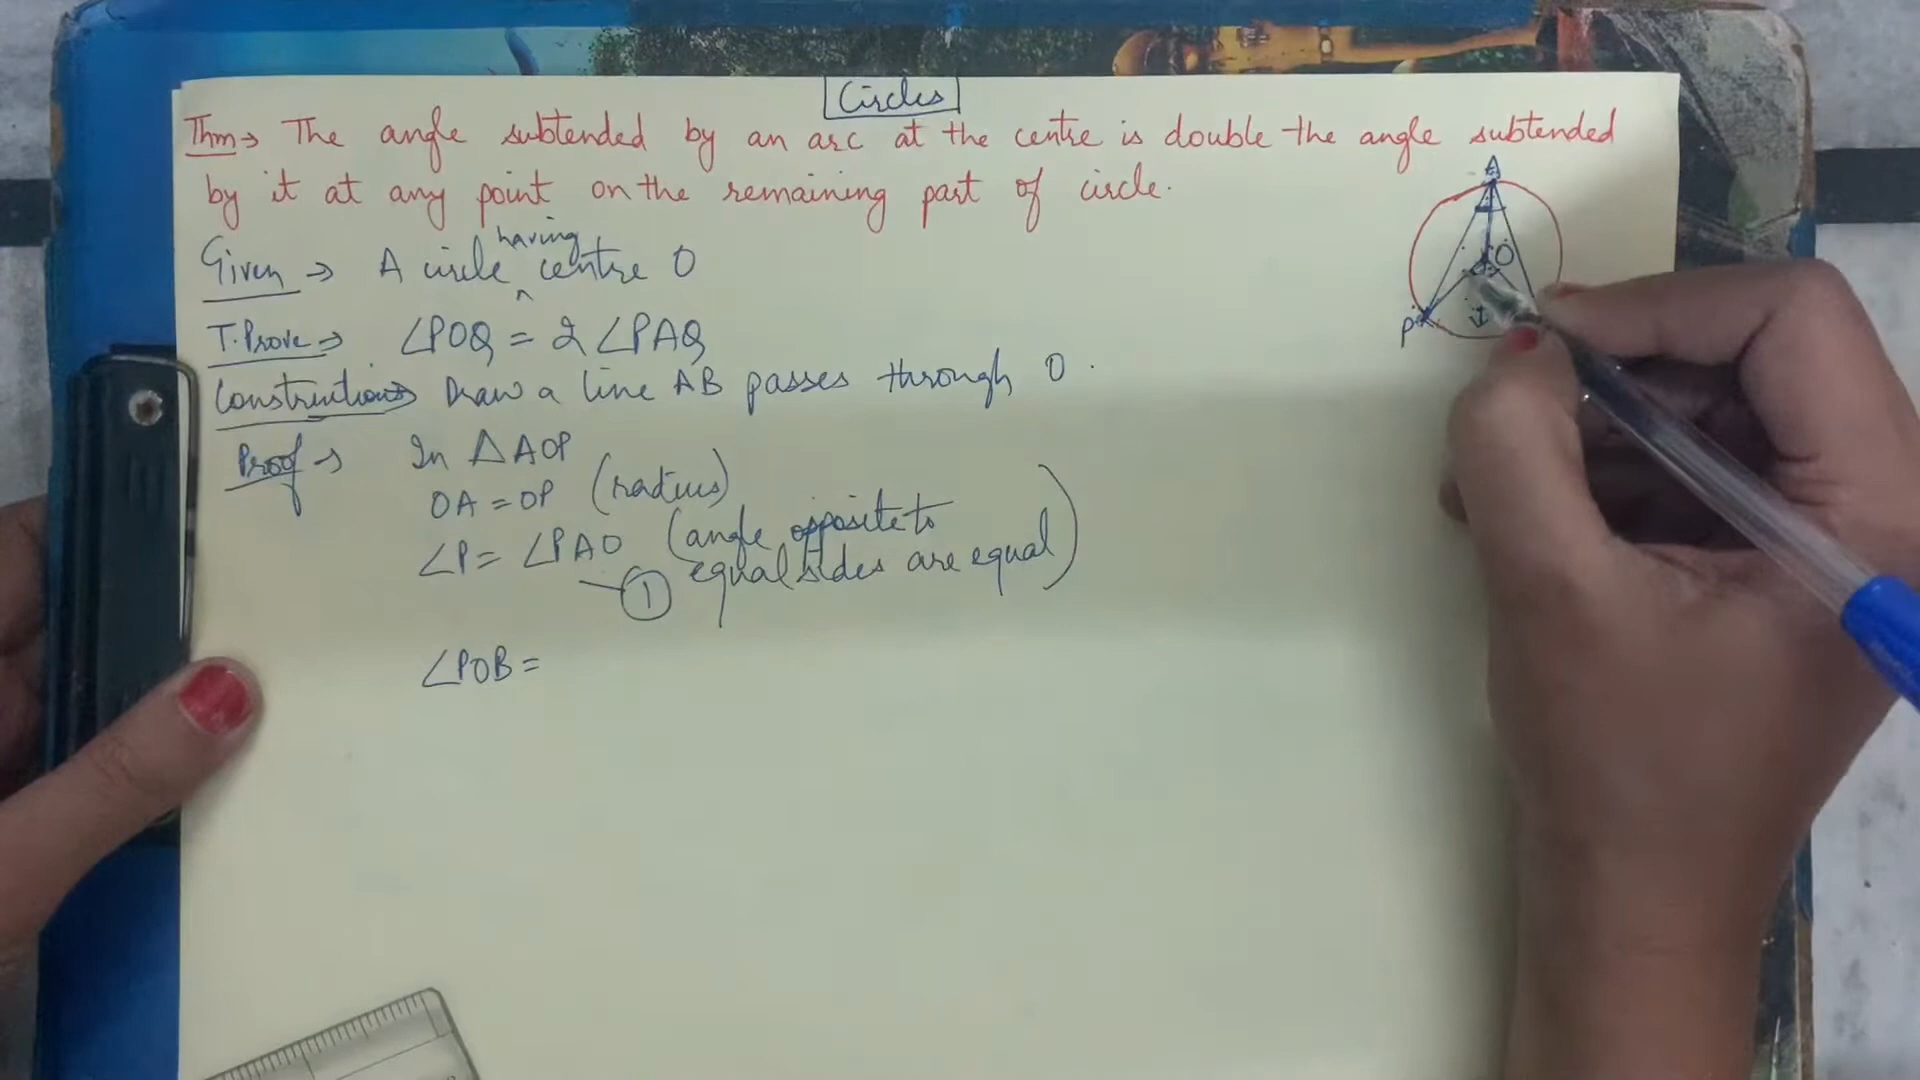 Circles
Thm→ The angle subtended by an arc at the centre is double the angle subtended
by it at any point on the remaining part of circle.
Given → A circle having centre O
T.Prove → ∠POQ = 2 ∠PAQ
Construction→ Draw a line AB passes through O.
Proof → In △AOP
OA = OP (radius)
∠P = ∠PAO (angle opposite to
equal sides are equal)
①
∠POB =
A
O
P